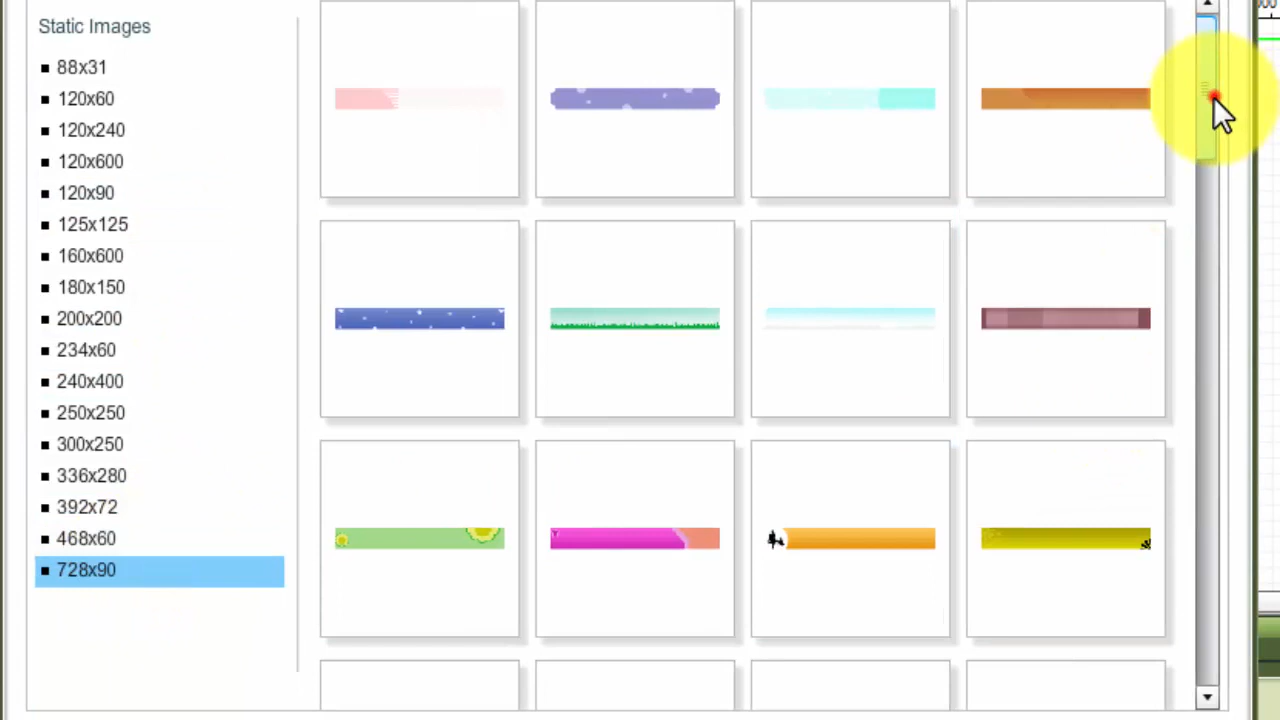 Static Images
88x31
120x60
120x240
120x600
120x90
125x125
160x600
180x150
200x200
234x60
240x400
250x250
300x250
336x280
392x72
468x60
728x90